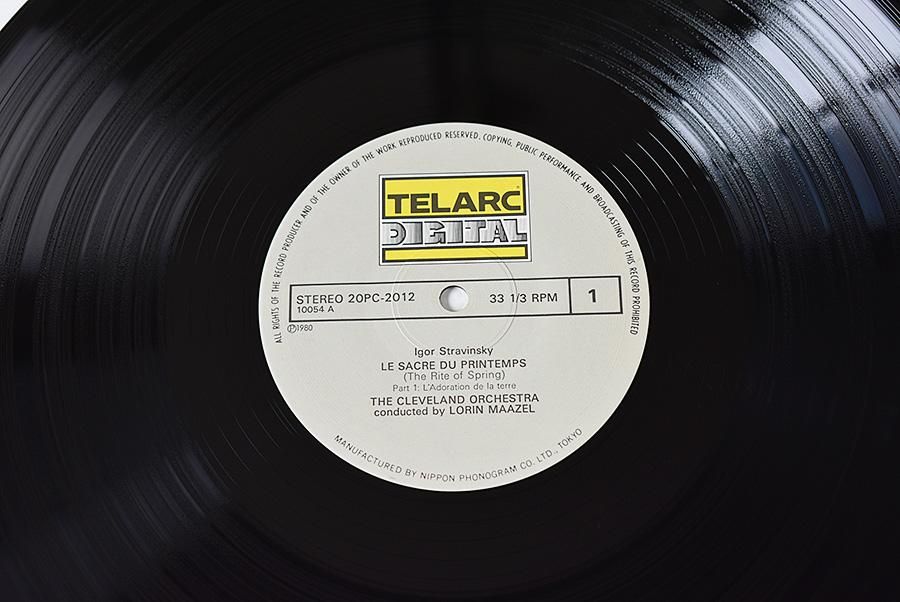 ALL RIGHTS OF THE RECORD PRODUCER AND OF THE OWNER OF THE WORK REPRODUCED RESERVED. COPYING, PUBLIC PERFORMANCE AND BROADCASTING OF THIS RECORD PROHIBITED
TELARC®
DIGITAL
STEREO 20PC-2012 33 1/3 RPM 1
10054 A
Ⓟ1980
Igor Stravinsky
LE SACRE DU PRINTEMPS
(The Rite of Spring)
Part 1: L'Adoration de la terre
THE CLEVELAND ORCHESTRA
conducted by LORIN MAAZEL
MANUFACTURED BY NIPPON PHONOGRAM CO. LTD., TOKYO